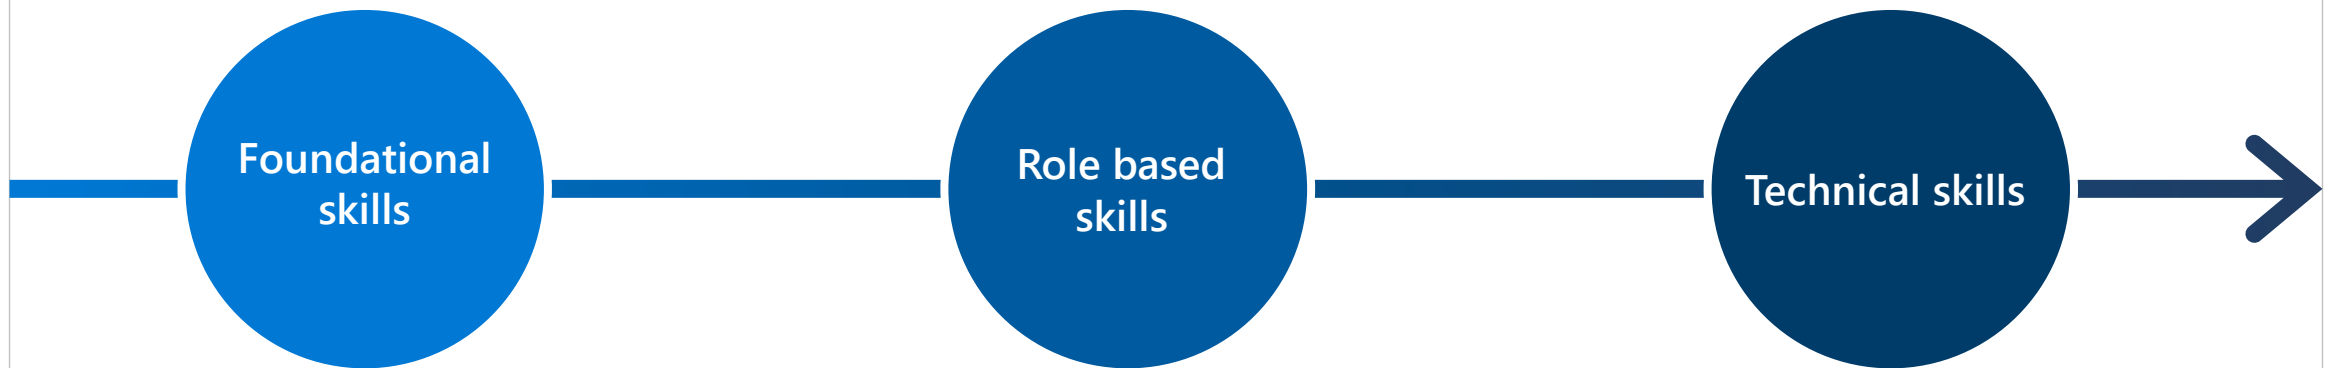 Foundational
skills
Role based
skills
Technical skills